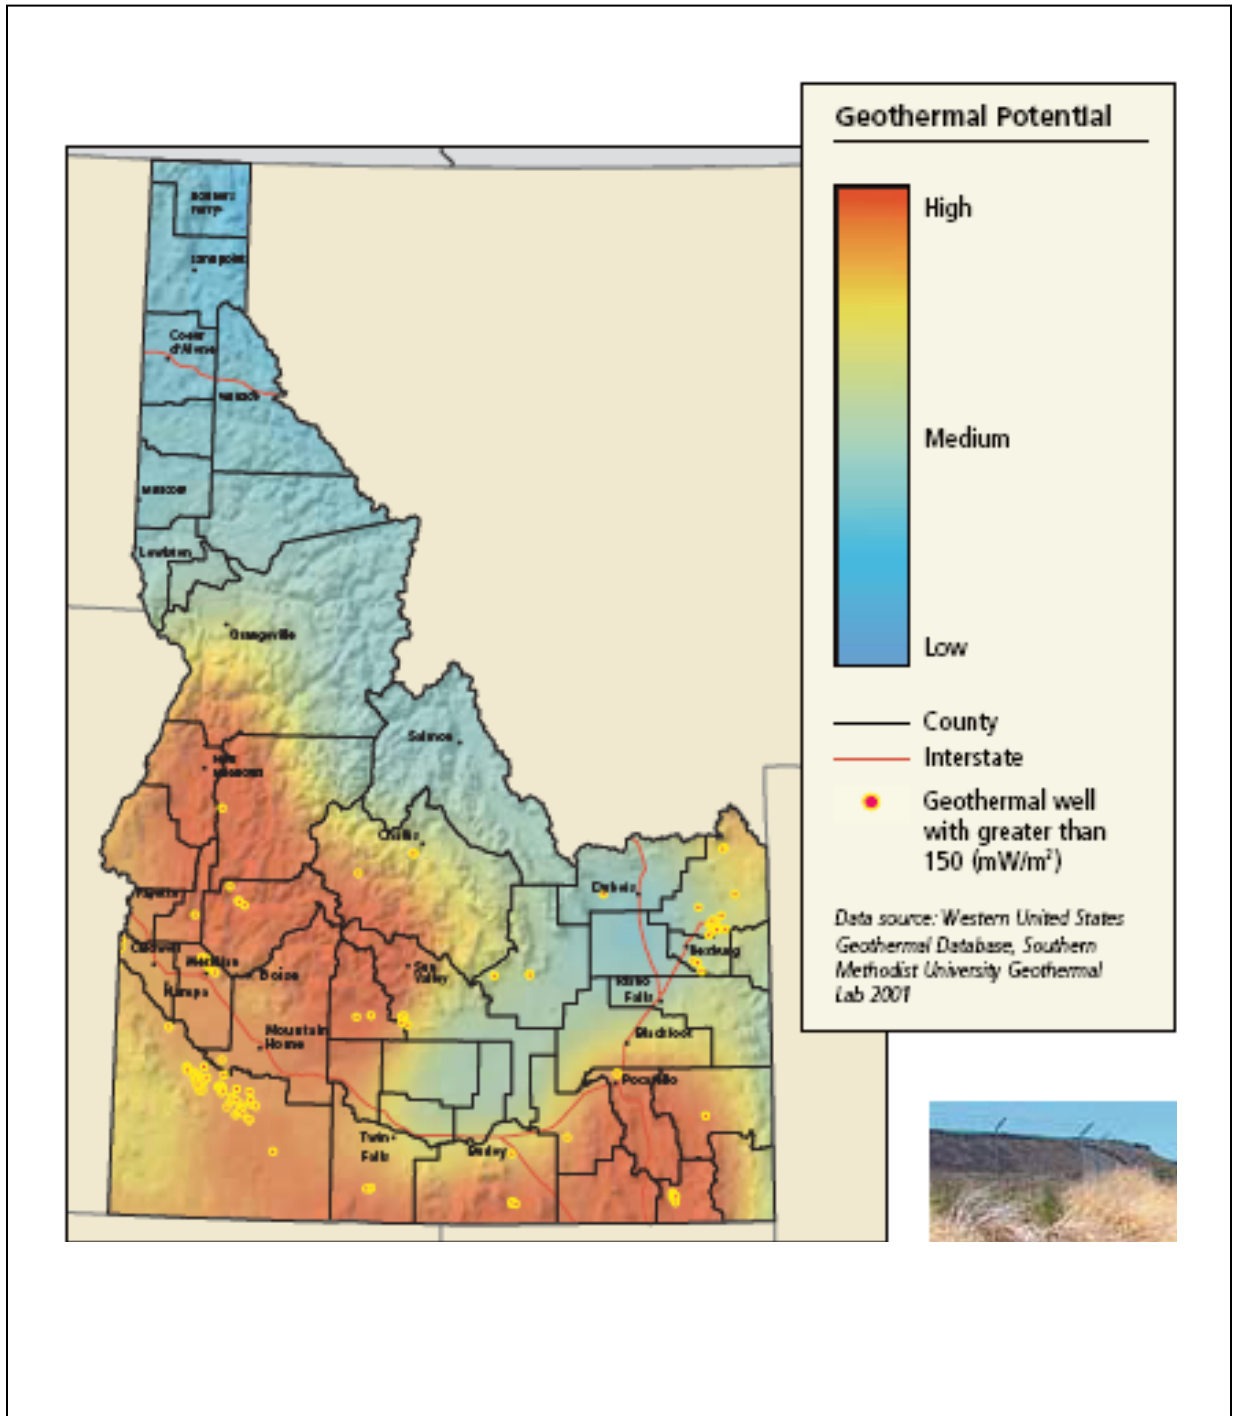 Geothermal Potential
High
Medium
Low
County
Interstate
Geothermal well
with greater than
150 (mW/m²)
Data source: Western United States
Geothermal Database, Southern
Methodist University Geothermal
Lab 2001
Coeur
d'Alene
Lewiston
Grangeville
Salmon
Challis
Dubois
Rexburg
Caldwell
Meridian
Boise
Nampa
Sun
Valley
Idaho
Falls
Blackfoot
Mountain
Home
Pocatello
Twin
Falls
Burley